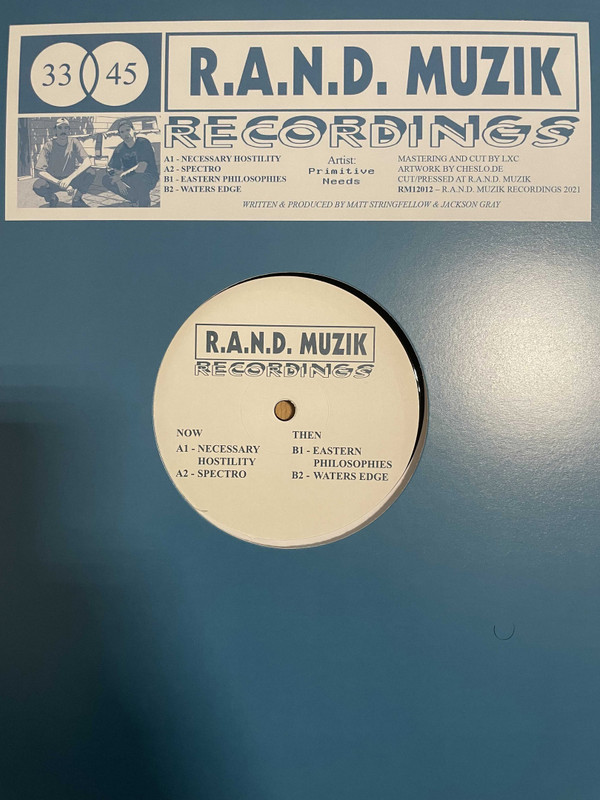 33 45
R.A.N.D. MUZIK
RECORDINGS
A1 - NECESSARY HOSTILITY
A2 - SPECTRO
B1 - EASTERN PHILOSOPHIES
B2 - WATERS EDGE
Artist:
Primitive
Needs
MASTERING AND CUT BY LXC
ARTWORK BY CHESLO.DE
CUT/PRESSED AT R.A.N.D. MUZIK
RM12012 – R.A.N.D. MUZIK RECORDINGS 2021
WRITTEN & PRODUCED BY MATT STRINGFELLOW & JACKSON GRAY
R.A.N.D. MUZIK
RECORDINGS
NOW
A1 - NECESSARY
HOSTILITY
A2 - SPECTRO
THEN
B1 - EASTERN
PHILOSOPHIES
B2 - WATERS EDGE